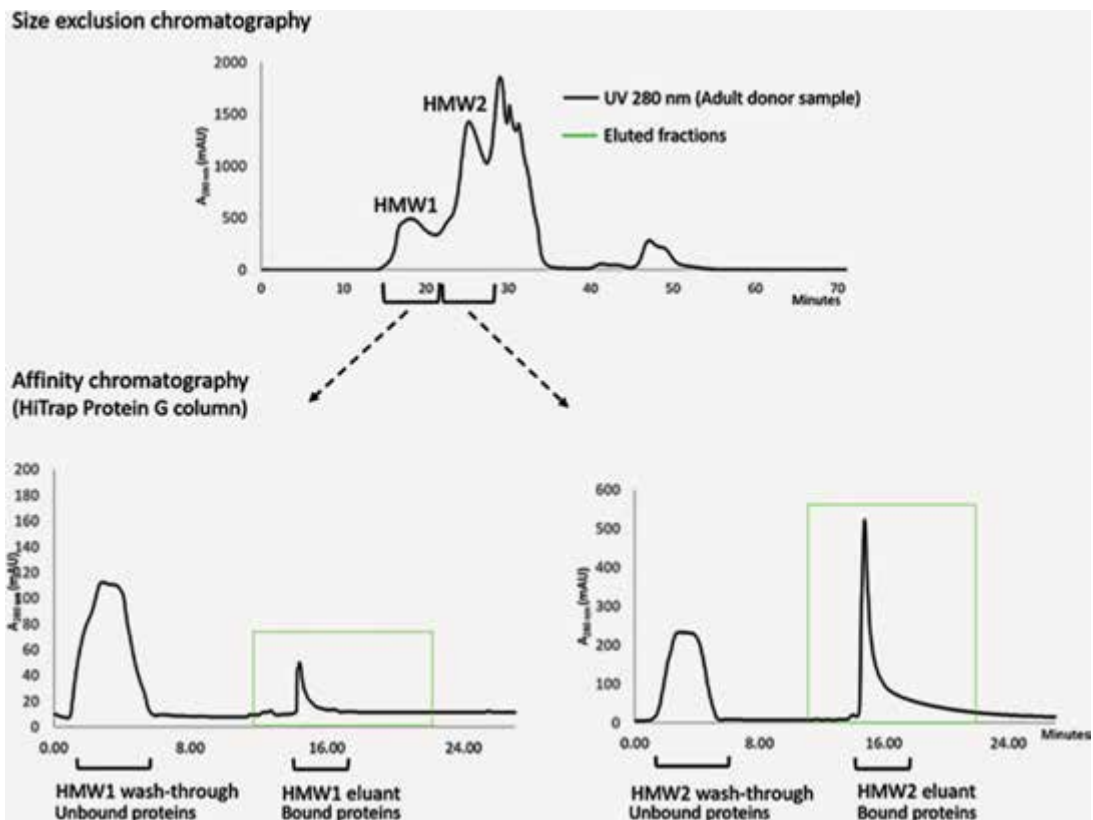 Size exclusion chromatography
2000
1500
1000
500
0
A280 nm (mAU)
HMW1
HMW2
UV 280 nm (Adult donor sample)
Eluted fractions
0 10 20 30 40 50 60 70
Minutes
Affinity chromatography
(HiTrap Protein G column)
200
180
160
140
120
100
80
60
40
20
0
A280 nm (mAU)
0.00 8.00 16.00 24.00
HMW1 wash-through
Unbound proteins
HMW1 eluant
Bound proteins
600
500
400
300
200
100
0
A280 nm (mAU)
0.00 8.00 16.00 24.00 Minutes
HMW2 wash-through
Unbound proteins
HMW2 eluant
Bound proteins